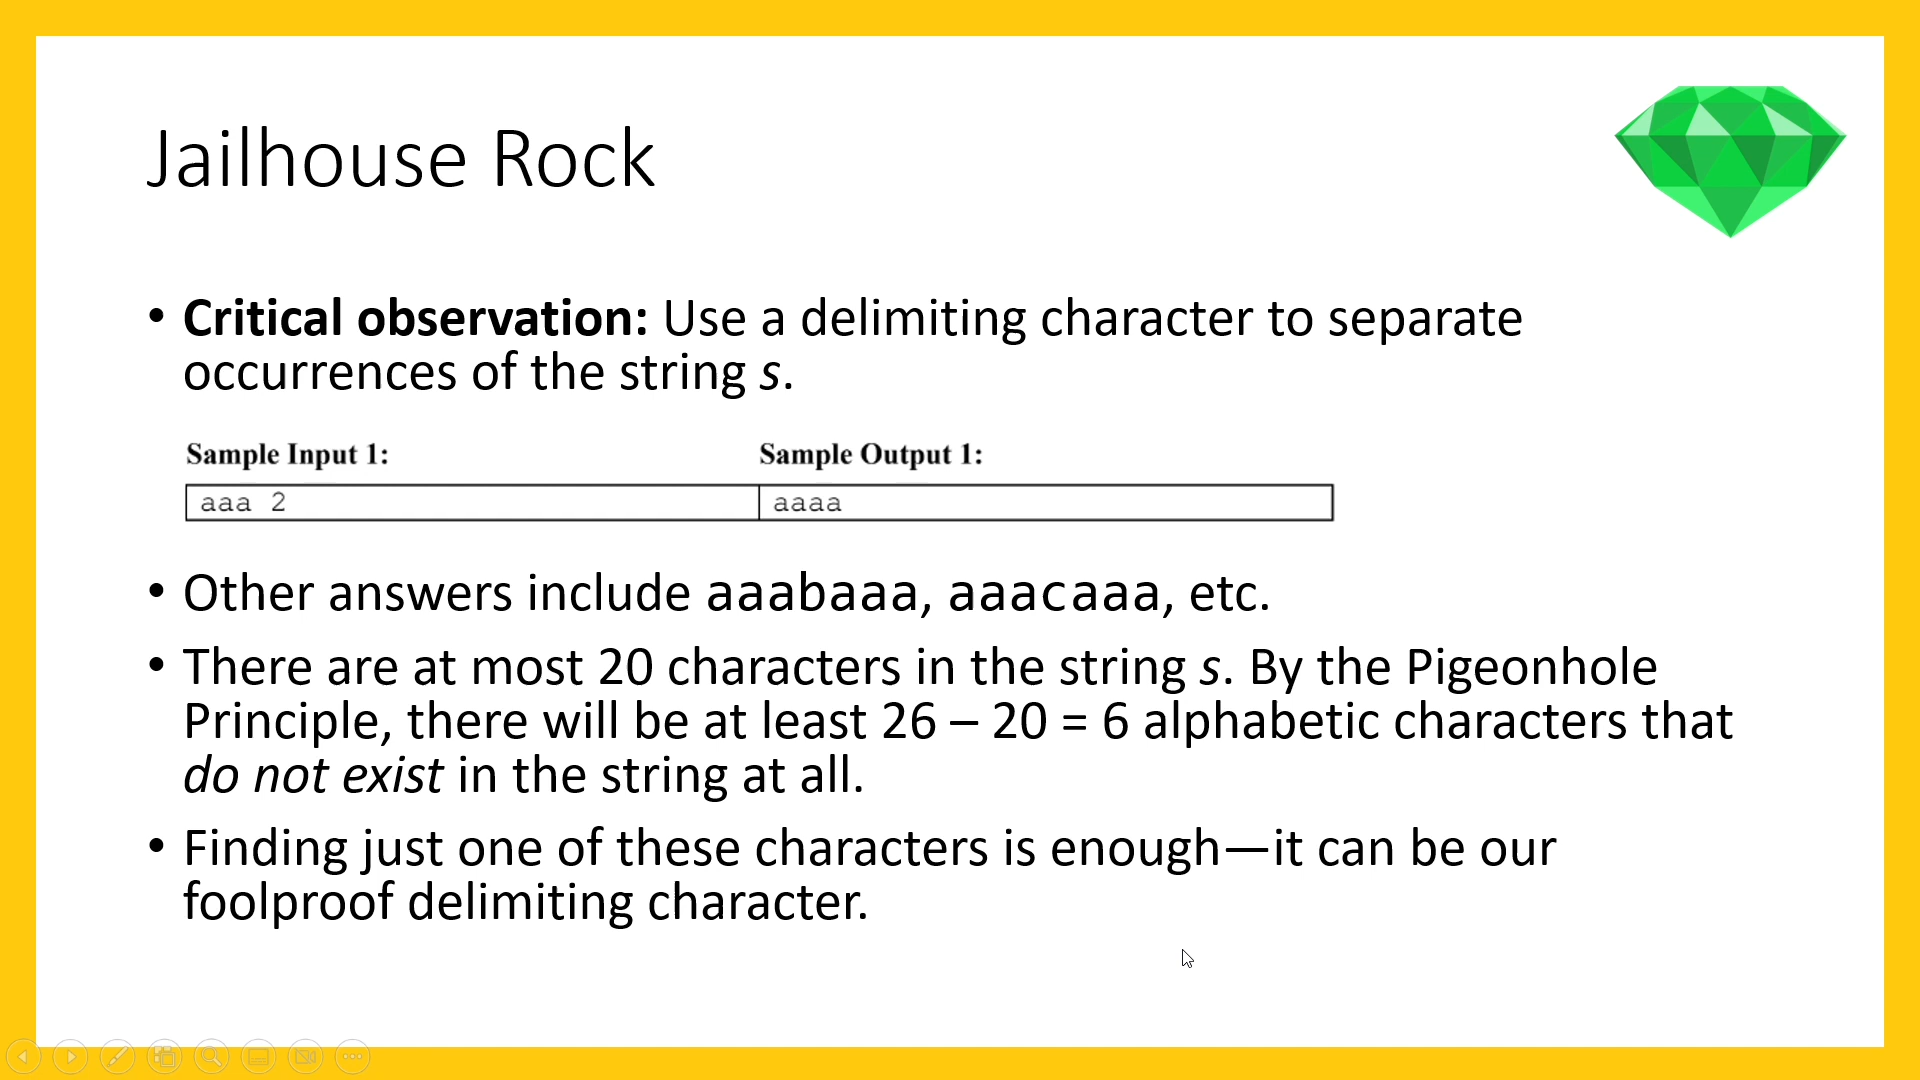 Jailhouse Rock
• Critical observation: Use a delimiting character to separate
occurrences of the string s.
Sample Input 1: Sample Output 1:
aaa 2 aaaa
• Other answers include aaabaaa, aaacaaa, etc.
• There are at most 20 characters in the string s. By the Pigeonhole
Principle, there will be at least 26 – 20 = 6 alphabetic characters that
do not exist in the string at all.
• Finding just one of these characters is enough—it can be our
foolproof delimiting character.